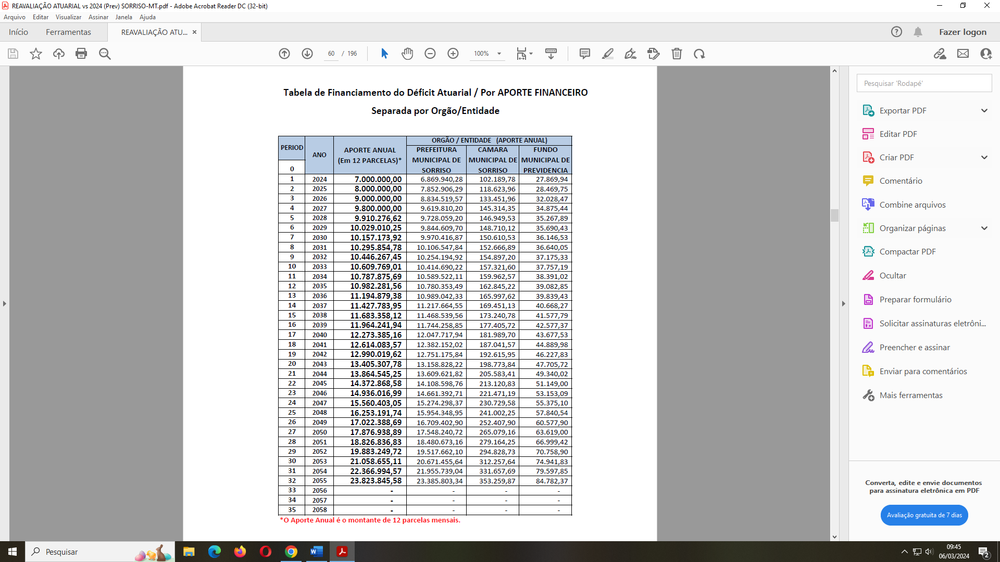 REAVALIAÇÃO ATUARIAL vs 2024 (Prev) SORRISO-MT.pdf - Adobe Acrobat Reader DC (32-bit)
Arquivo Editar Visualizar Assinar Janela Ajuda
Início Ferramentas REAVALIAÇÃO ATU... × Fazer logon
60 / 196 100%
Tabela de Financiamento do Déficit Atuarial / Por APORTE FINANCEIRO
Separada por Orgão/Entidade
PERIOD ANO APORTE ANUAL (Em 12 PARCELAS)* ORGÃO / ENTIDADE (APORTE ANUAL)
PREFEITURA MUNICIPAL DE SORRISO CAMARA MUNICIPAL DE SORRISO FUNDO MUNICIPAL DE PREVIDENCIA
0
1 2024 7.000.000,00 6.869.940,28 102.189,78 27.869,94
2 2025 8.000.000,00 7.852.906,29 118.623,96 28.469,75
3 2026 9.000.000,00 8.834.519,57 133.451,96 32.028,47
4 2027 9.800.000,00 9.619.810,20 145.314,35 34.875,44
5 2028 9.910.276,62 9.728.059,20 146.949,53 35.267,89
6 2029 10.029.010,25 9.844.609,70 148.710,12 35.690,43
7 2030 10.157.173,92 9.970.416,87 150.610,53 36.146,53
8 2031 10.295.854,78 10.106.547,84 152.666,89 36.640,05
9 2032 10.446.267,45 10.254.194,92 154.897,20 37.175,33
10 2033 10.609.769,01 10.414.690,22 157.321,60 37.757,19
11 2034 10.787.875,69 10.589.522,11 159.962,57 38.391,02
12 2035 10.982.281,56 10.780.353,49 162.845,22 39.082,85
13 2036 11.194.879,38 10.989.042,33 165.997,62 39.839,43
14 2037 11.427.783,95 11.217.664,55 169.451,13 40.668,27
15 2038 11.683.358,12 11.468.539,56 173.240,78 41.577,79
16 2039 11.964.241,94 11.744.258,85 177.405,72 42.577,37
17 2040 12.273.385,16 12.047.717,94 181.989,70 43.677,53
18 2041 12.614.083,57 12.382.152,02 187.041,57 44.889,98
19 2042 12.990.019,62 12.751.175,84 192.615,95 46.227,83
20 2043 13.405.307,78 13.158.828,22 198.773,84 47.705,72
21 2044 13.864.545,25 13.609.621,82 205.583,41 49.340,02
22 2045 14.372.868,58 14.108.598,76 213.120,83 51.149,00
23 2046 14.936.016,99 14.661.392,71 221.471,19 53.153,09
24 2047 15.560.403,05 15.274.298,37 230.729,58 55.375,10
25 2048 16.253.191,74 15.954.348,95 241.002,25 57.840,54
26 2049 17.022.388,69 16.709.402,90 252.407,90 60.577,90
27 2050 17.876.938,89 17.548.240,72 265.079,16 63.619,00
28 2051 18.826.836,83 18.480.673,16 279.164,25 66.999,42
29 2052 19.883.249,72 19.517.662,10 294.828,73 70.758,90
30 2053 21.058.655,11 20.671.455,64 312.257,64 74.941,83
31 2054 22.366.994,57 21.955.739,04 331.657,69 79.597,85
32 2055 23.823.845,58 23.385.803,34 353.259,87 84.782,37
33 2056 - - - -
34 2057 - - - -
35 2058 - - - -
*O Aporte Anual é o montante de 12 parcelas mensais.
Pesquisar 'Rodapé'
Exportar PDF
Editar PDF
Criar PDF
Comentário
Combine arquivos
Organizar páginas
Compactar PDF
Ocultar
Preparar formulário
Solicitar assinaturas eletrôni...
Preencher e assinar
Enviar para comentários
Mais ferramentas
Converta, edite e envie documentos
para assinatura eletrônica em PDF
Avaliação gratuita de 7 dias
Pesquisar
09:45
06/03/2024
2